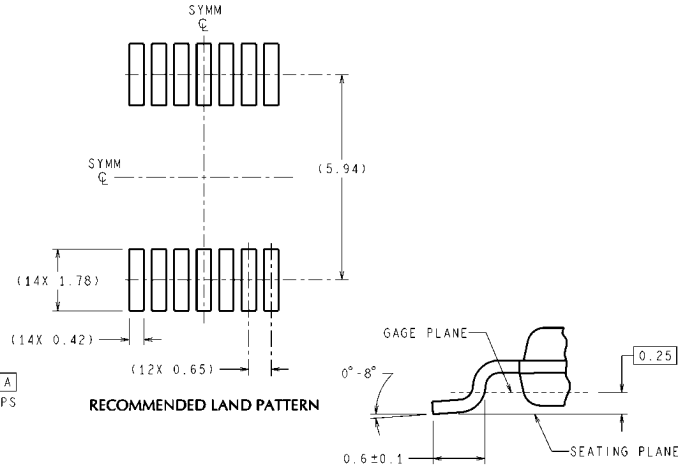 SYMM
℄
SYMM
℄
(5.94)
(14X 1.78)
(14X 0.42)
(12X 0.65)
A
PS
RECOMMENDED LAND PATTERN
GAGE PLANE
0.25
0°-8°
SEATING PLANE
0.6±0.1